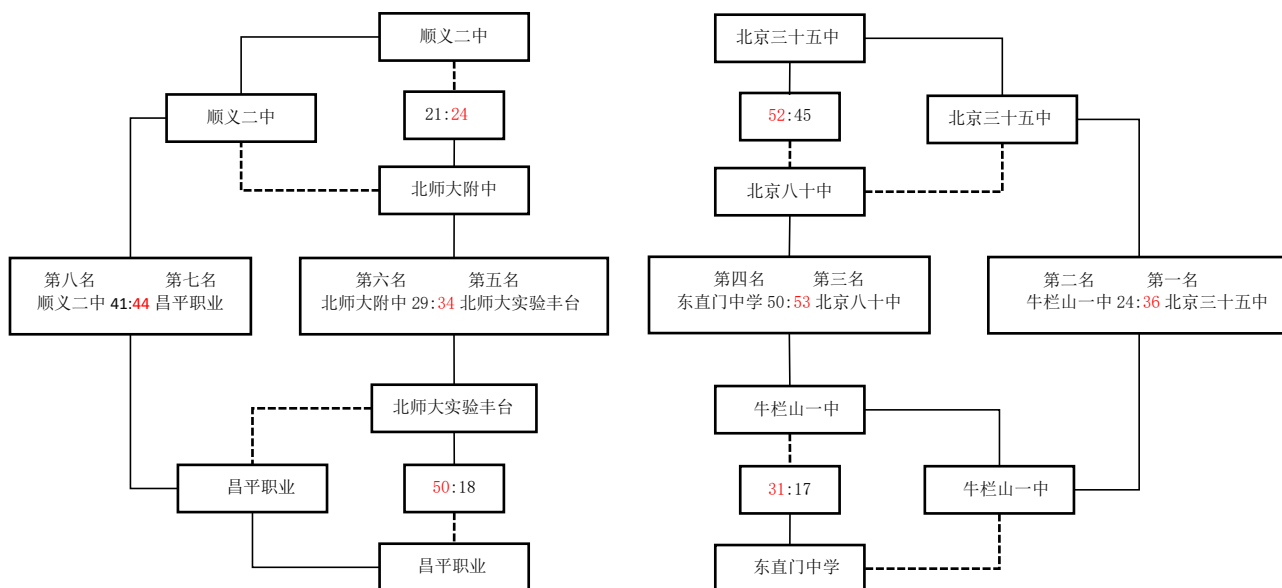 顺义二中
北京三十五中
21:24
52:45
顺义二中
北京三十五中
北师大附中
北京八十中
第八名 第七名
顺义二中 41:44 昌平职业
第六名 第五名
北师大附中 29:34 北师大实验丰台
第四名 第三名
东直门中学 50:53 北京八十中
第二名 第一名
牛栏山一中 24:36 北京三十五中
北师大实验丰台
牛栏山一中
昌平职业
50:18
31:17
牛栏山一中
昌平职业
东直门中学